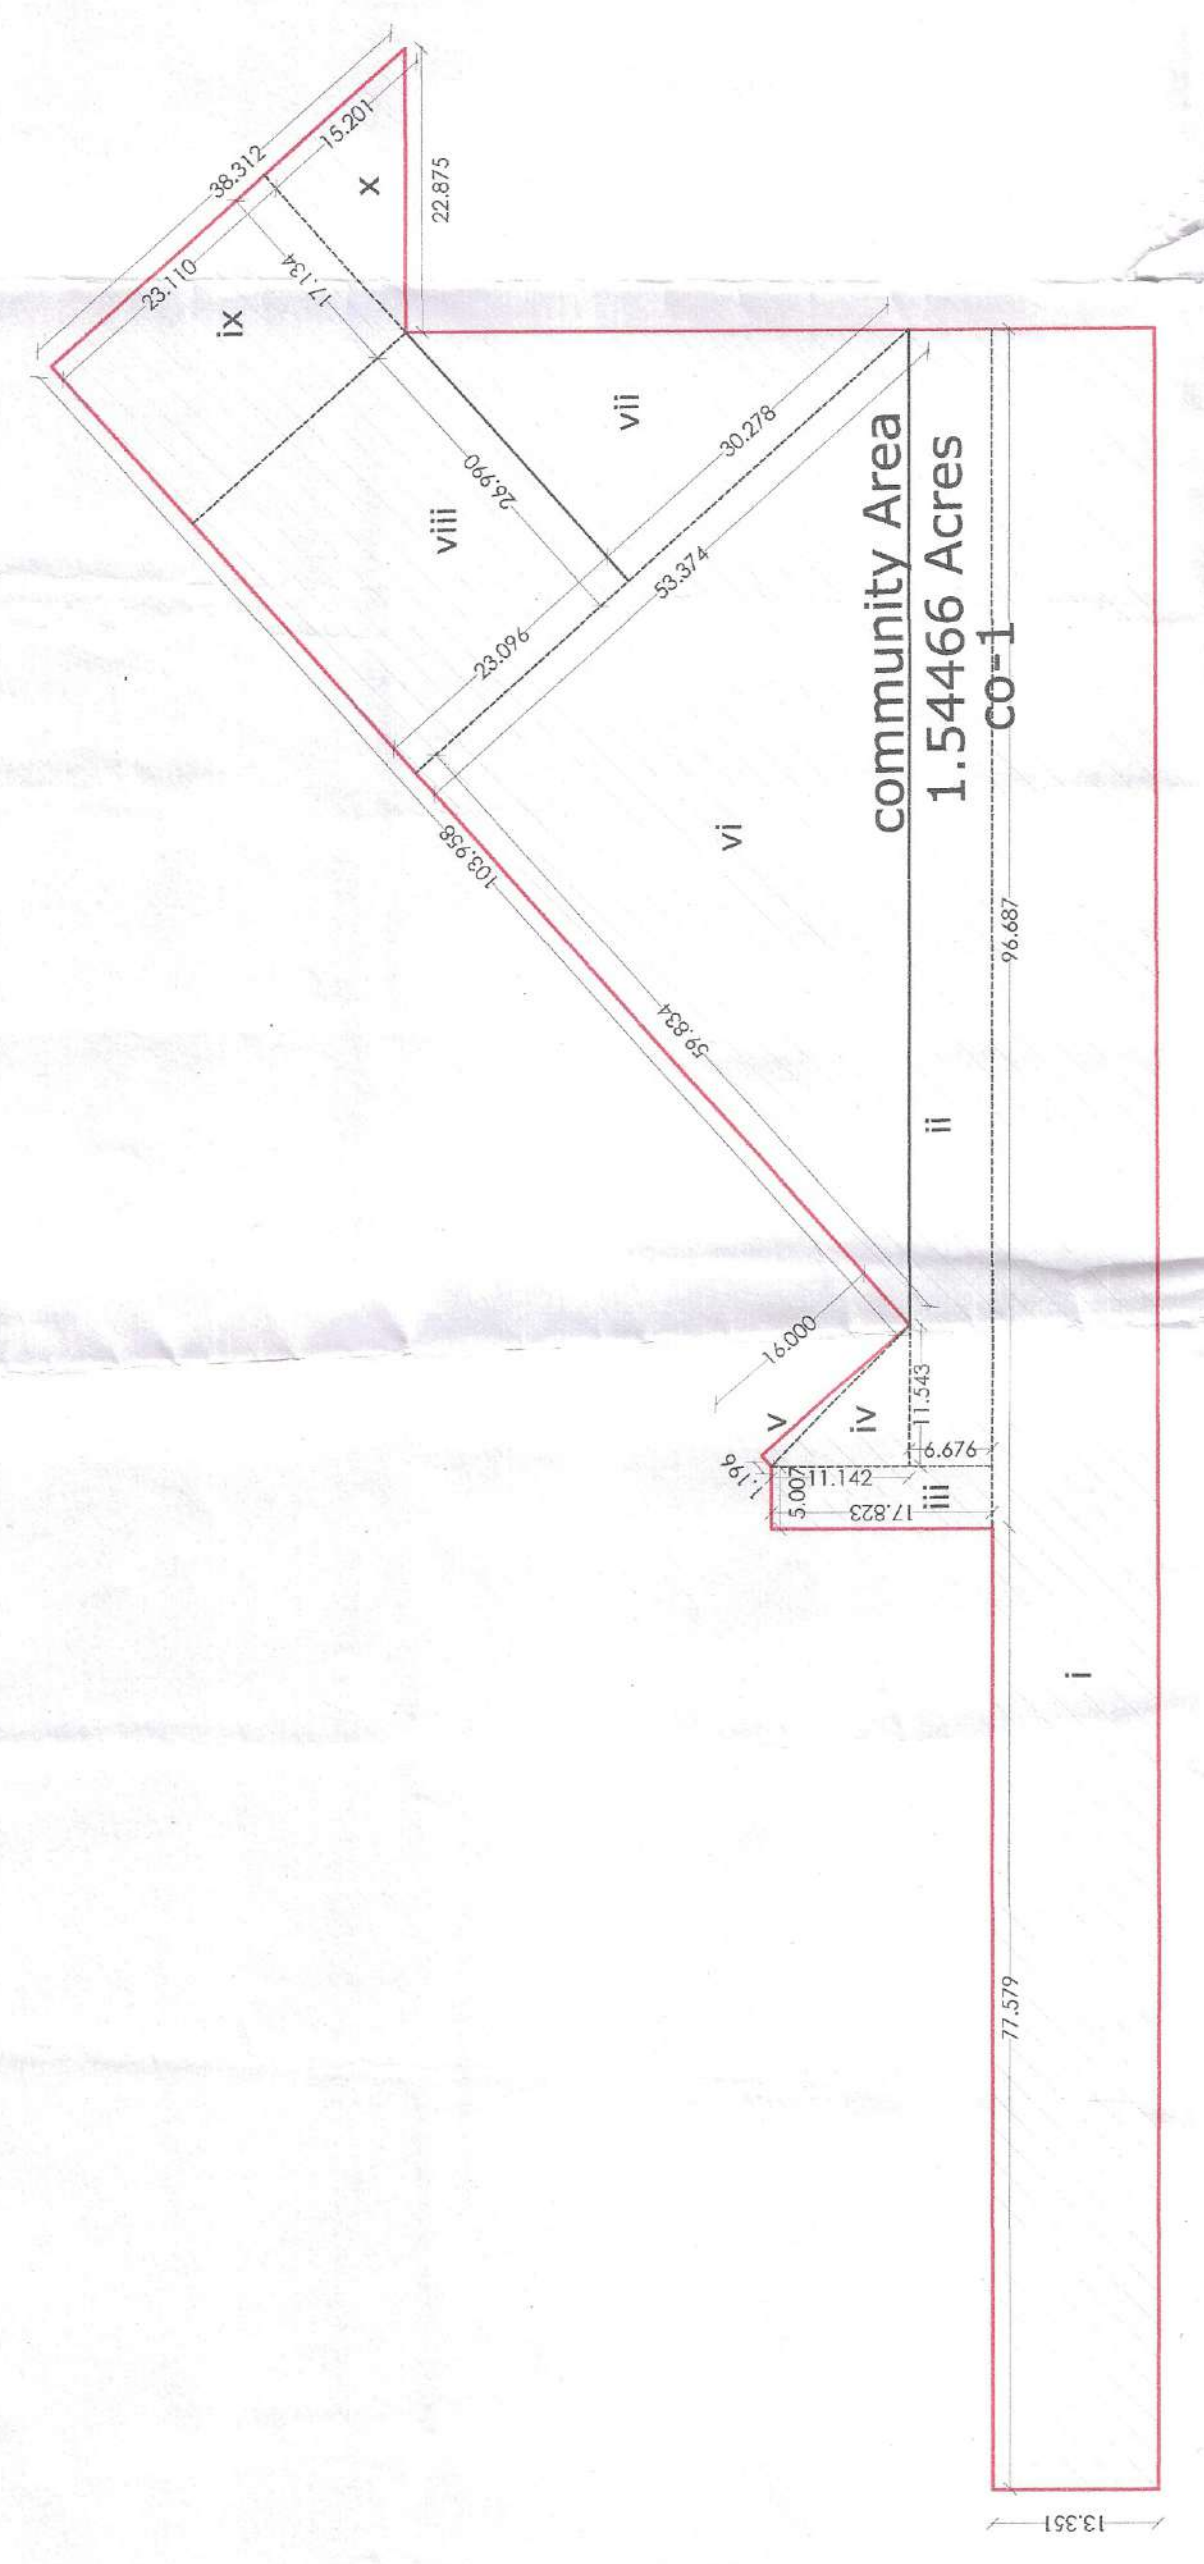 38.312
15.201
x
22.875
23.110
17.134
ix
vii
30.278
26.990
viii
53.374
23.096
community Area
1.54466 Acres
co-1
103.958
vi
96.687
59.834
ii
16.000
v
iv
11.543
6.676
1.196
5.007
11.142
17.823
iii
i
77.579
13.351